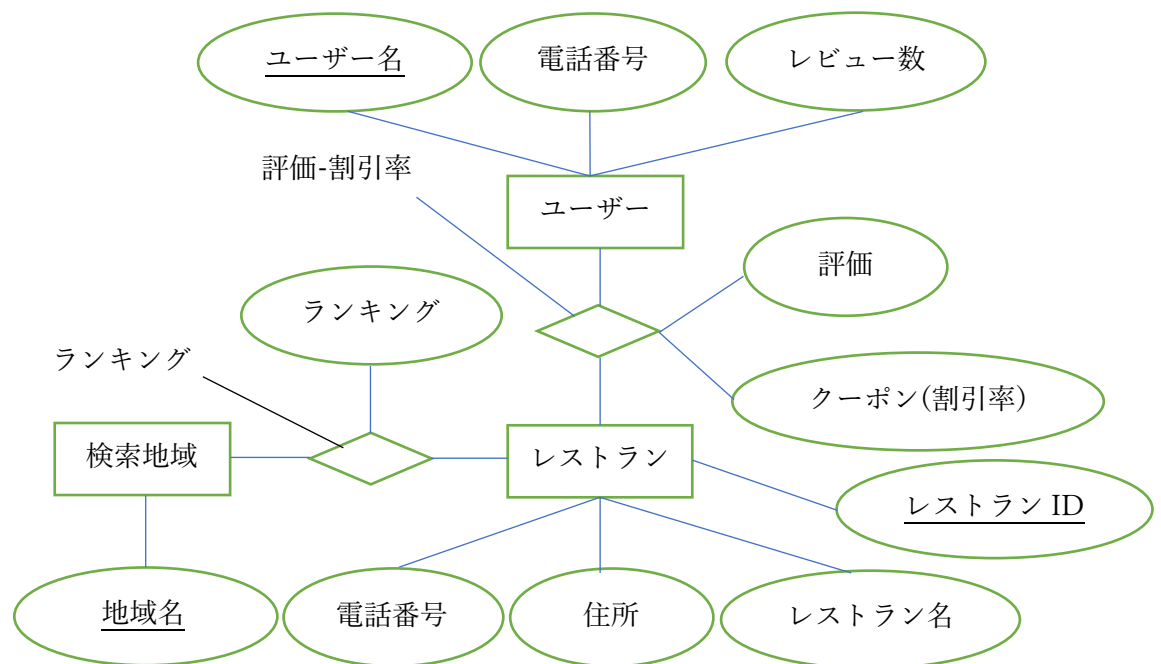 ユーザー名
電話番号
レビュー数
評価-割引率
ユーザー
評価
ランキング
ランキング
クーポン(割引率)
検索地域
レストラン
レストラン ID
地域名
電話番号
住所
レストラン名